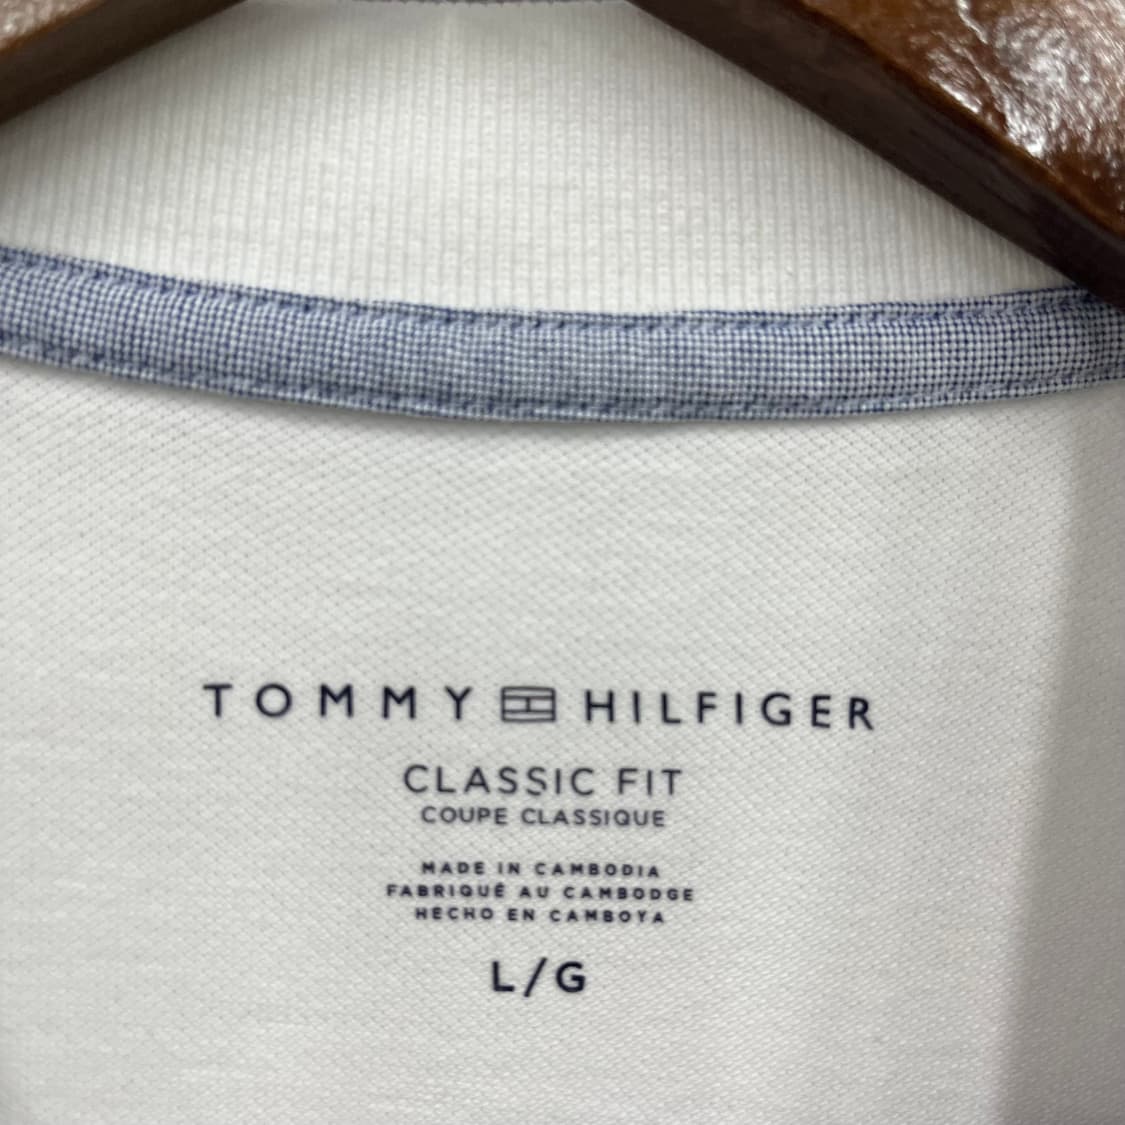 TOMMY HILFIGER
CLASSIC FIT
COUPE CLASSIQUE
MADE IN CAMBODIA
FABRIQUÉ AU CAMBODGE
HECHO EN CAMBOYA
L/G